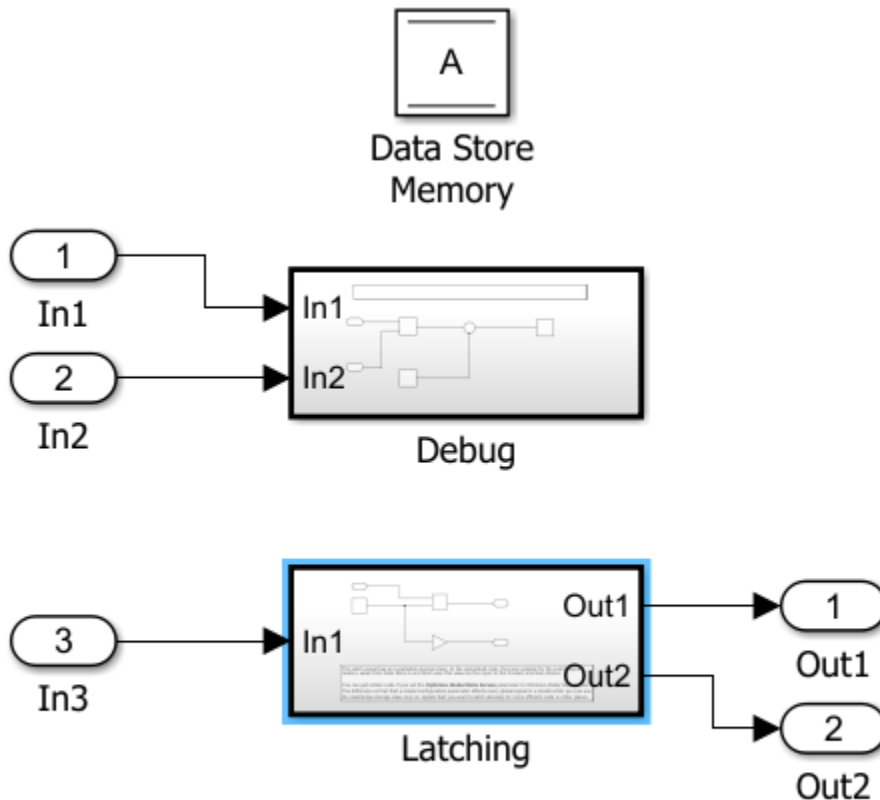 A
Data Store
Memory
1
In1
In1
2
In2
In2
Debug
3
In3
In1
Out1
Out2
Latching
1
Out1
2
Out2